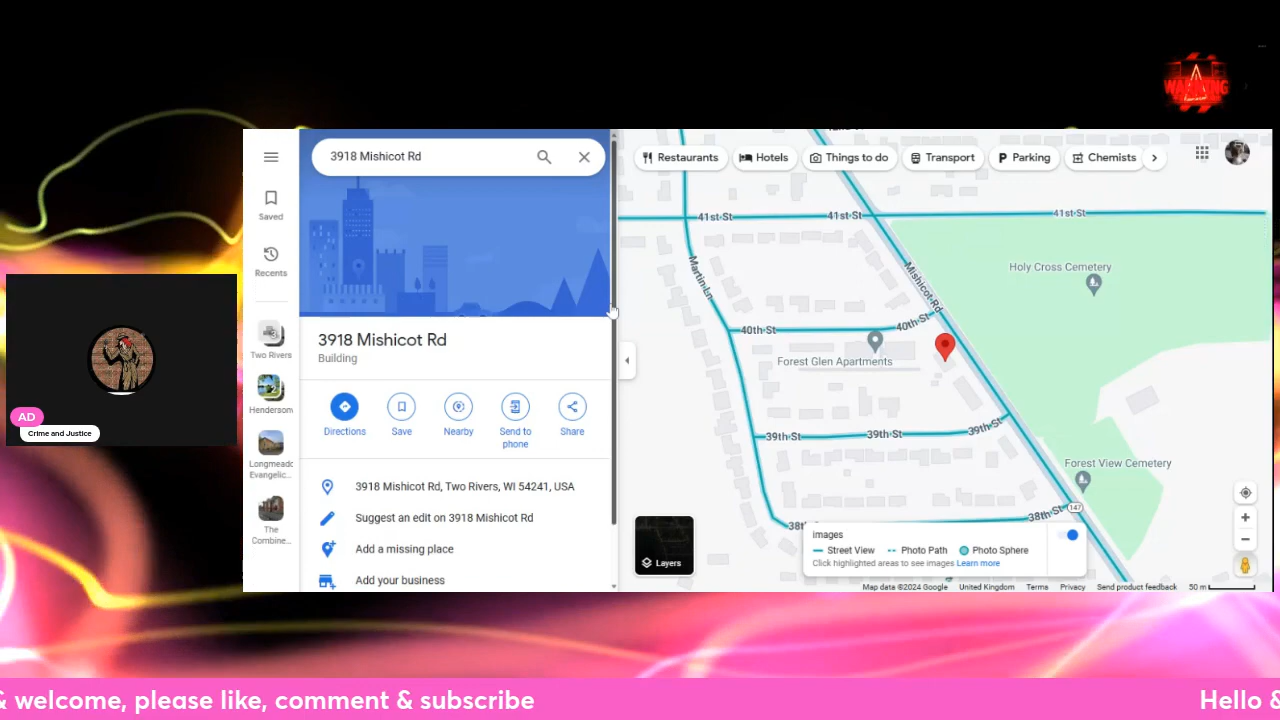 WARNING
3918 Mishicot Rd
Restaurants
Hotels
Things to do
Transport
Parking
Chemists
Saved
Recents
Two Rivers
Henderson
Longmeado
Evangelic...
The
Combine...
3918 Mishicot Rd
Building
Directions
Save
Nearby
Send to
phone
Share
3918 Mishicot Rd, Two Rivers, WI 54241, USA
Suggest an edit on 3918 Mishicot Rd
Add a missing place
Add your business
41st St
41st St
41st St
Martin Ln
Mishicot Rd
Holy Cross Cemetery
40th St
40th St
Forest Glen Apartments
39th St
39th St
39th St
Forest View Cemetery
38th St
147
38th
Layers
Images
Street View
Photo Path
Photo Sphere
Click highlighted areas to see images Learn more
Map data ©2024 Google
United Kingdom
Terms
Privacy
Send product feedback
50 m
AD
Crime and Justice
& welcome, please like, comment & subscribe
Hello &